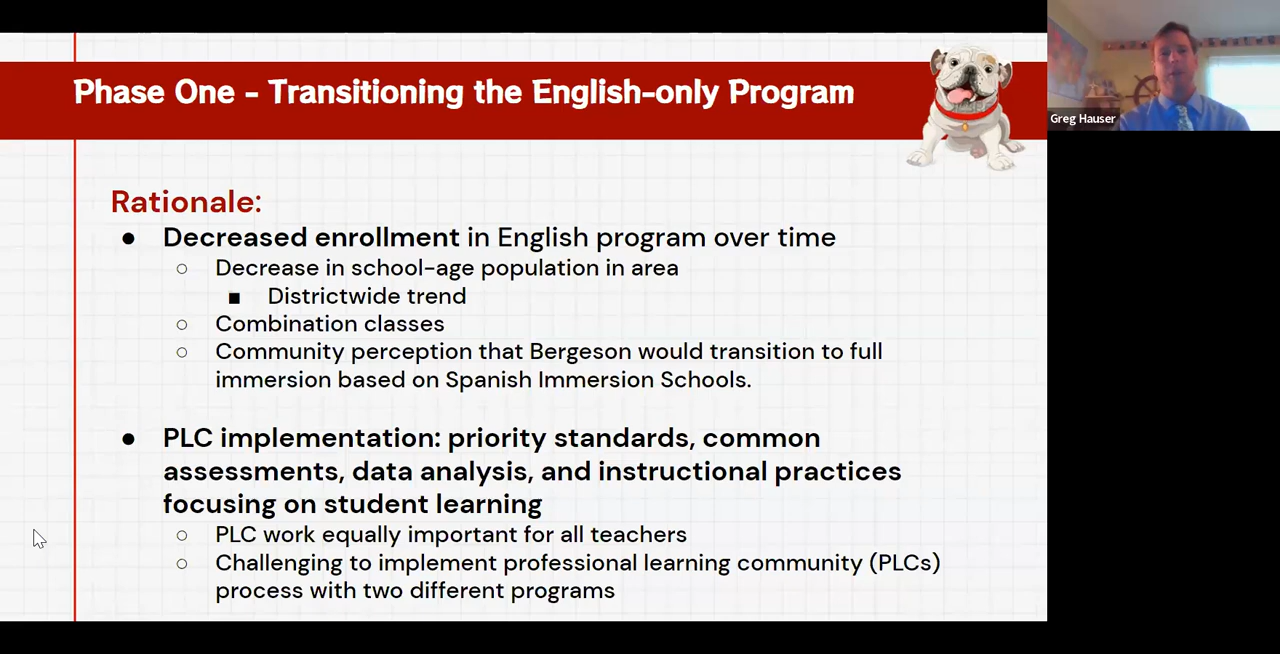 Phase One - Transitioning the English-only Program
Greg Hauser
Rationale:
● Decreased enrollment in English program over time
○ Decrease in school-age population in area
■ Districtwide trend
○ Combination classes
○ Community perception that Bergeson would transition to full
immersion based on Spanish Immersion Schools.
● PLC implementation: priority standards, common
assessments, data analysis, and instructional practices
focusing on student learning
○ PLC work equally important for all teachers
○ Challenging to implement professional learning community (PLCs)
process with two different programs